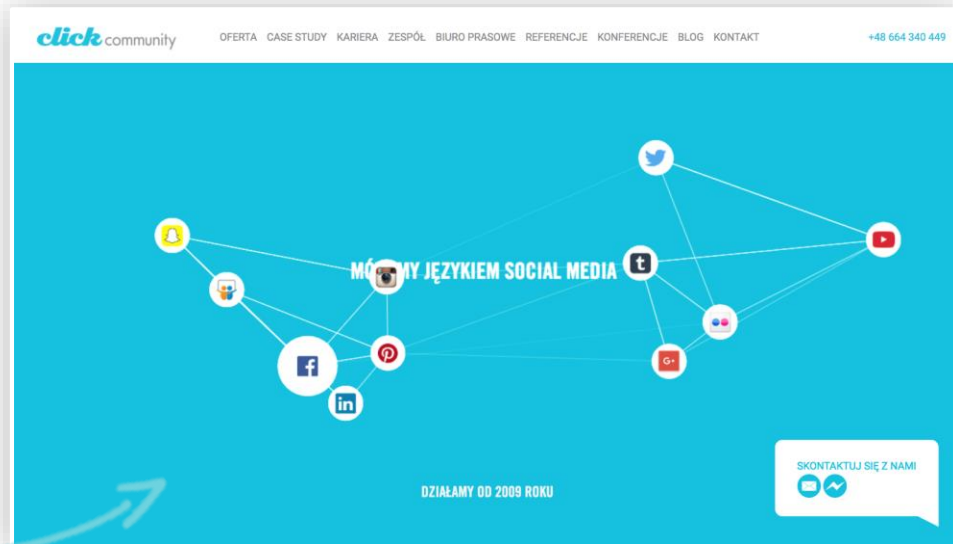 click community
OFERTA CASE STUDY KARIERA ZESPÓŁ BIURO PRASOWE REFERENCJE KONFERENCJE BLOG KONTAKT
+48 664 340 449
JĘZYKIEM SOCIAL MEDIA
t
f
G+
in
SKONTAKTUJ SIĘ Z NAMI
DZIAŁAMY OD 2009 ROKU